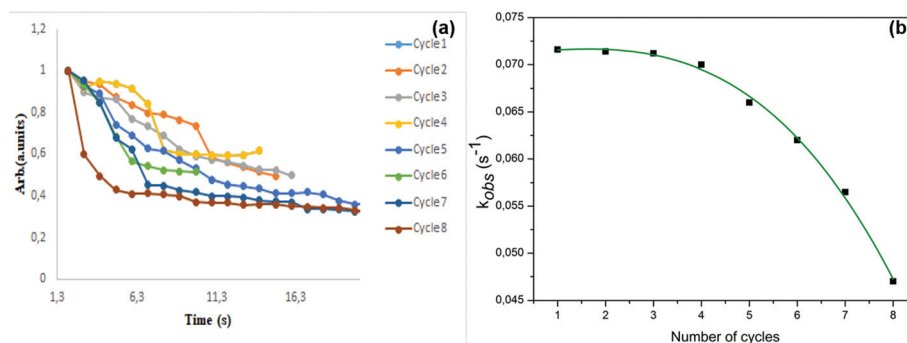 (a)
1,2
1
0,8
0,6
0,4
0,2
0
Arb.(a.units)
1,3 6,3 11,3 16,3
Time (s)
Cycle1
Cycle2
Cycle3
Cycle4
Cycle5
Cycle6
Cycle7
Cycle8
(b)
0,075
0,070
0,065
0,060
0,055
0,050
0,045
kobs (s⁻¹)
1 2 3 4 5 6 7 8
Number of cycles